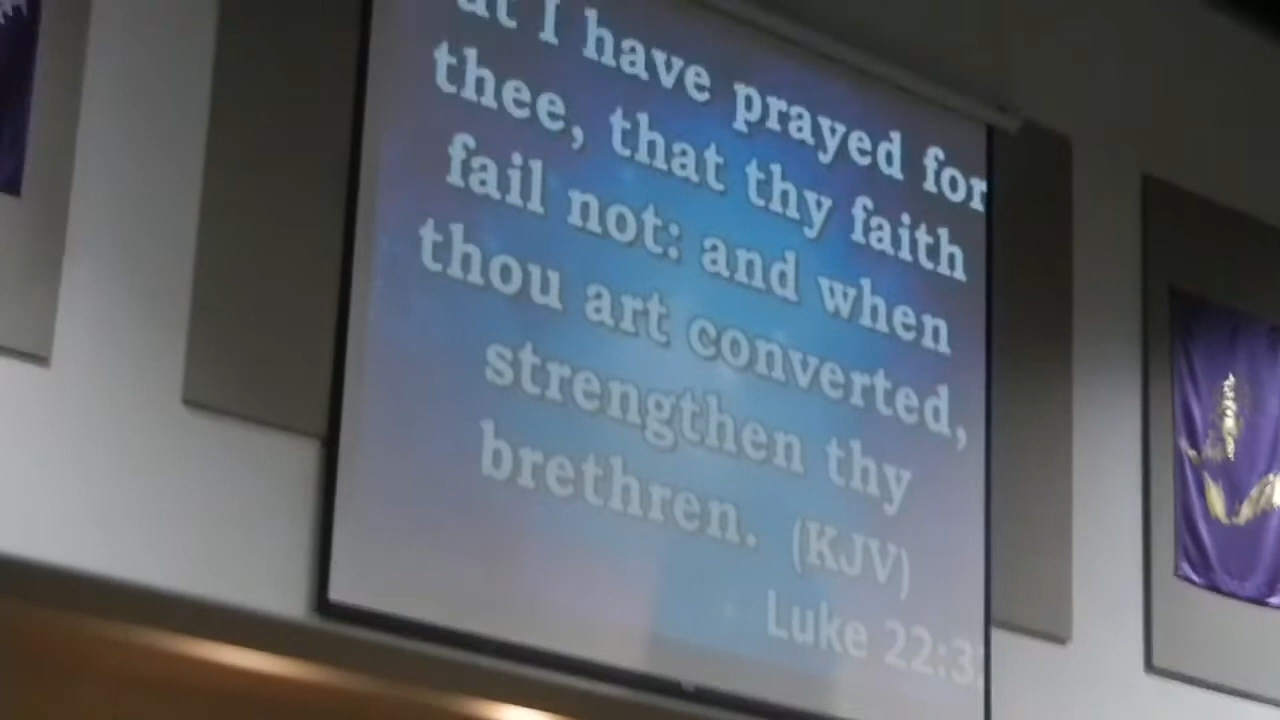 at I have prayed for
thee, that thy faith
fail not: and when
thou art converted,
strengthen thy
brethren. (KJV)
Luke 22:3